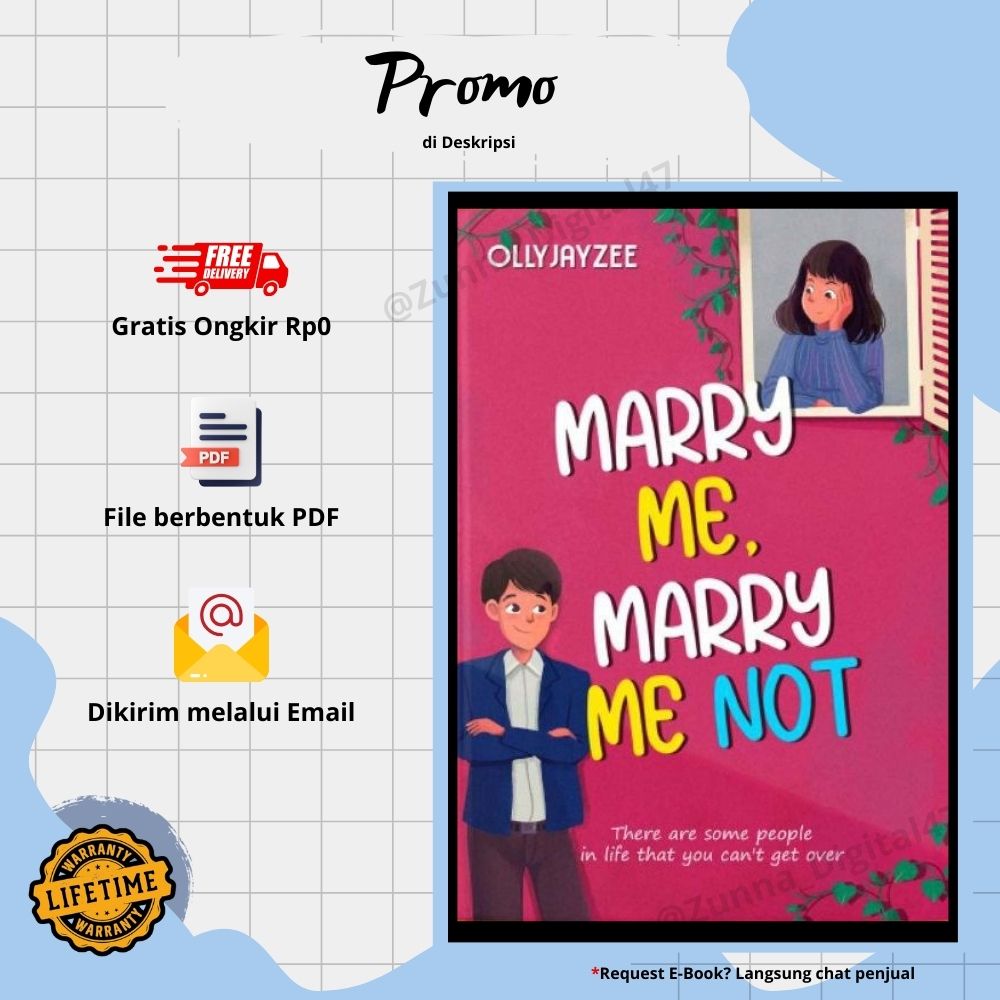 Promo
di Deskripsi
FREE
DELIVERY
Gratis Ongkir Rp0
PDF
File berbentuk PDF
@
Dikirim melalui Email
WARRANTY
LIFETIME
WARRANTY
@Zunna_Digital47
OLLYJAYZEE
MARRY
ME,
MARRY
ME NOT
There are some people
in life that you can't get over
@Zunna_Digital47
*Request E-Book? Langsung chat penjual